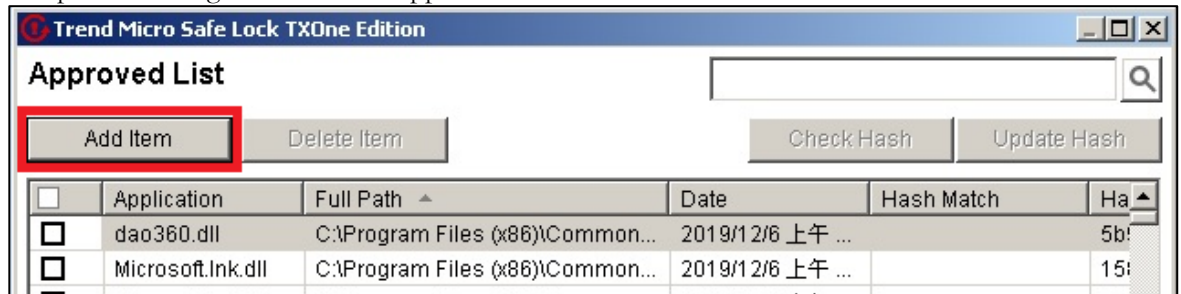 Trend Micro Safe Lock TXOne Edition
Approved List
Add Item Delete Item Check Hash Update Hash
Application Full Path Date Hash Match Ha
dao360.dll C:\Program Files (x86)\Common... 2019/12/6 上午 ...
Microsoft.Ink.dll C:\Program Files (x86)\Common... 2019/12/6 上午 ...